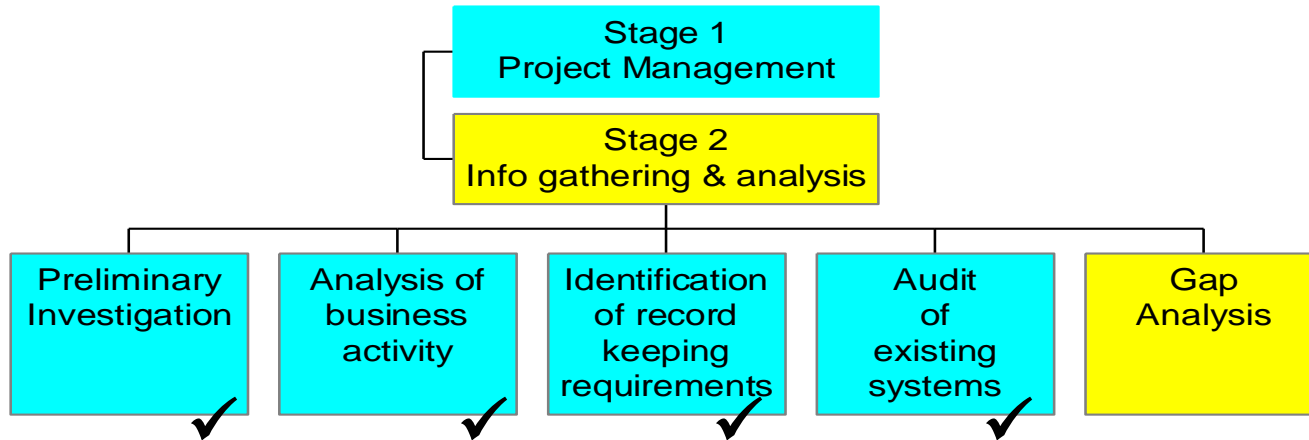 Stage 1
Project Management
Stage 2
Info gathering & analysis
Preliminary
Investigation
Analysis of
business
activity
Identification
of record
keeping
requirements
Audit
of
existing
systems
Gap
Analysis